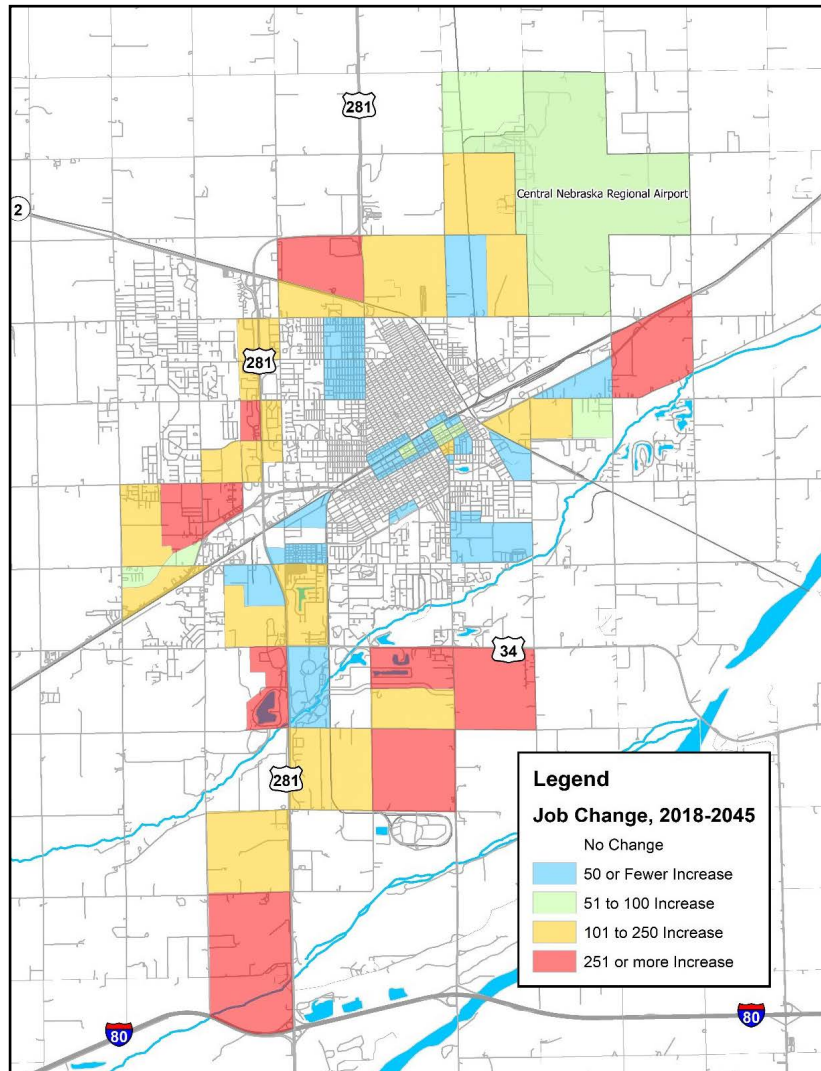 281
2
Central Nebraska Regional Airport
281
34
281
Legend
Job Change, 2018-2045
No Change
50 or Fewer Increase
51 to 100 Increase
101 to 250 Increase
251 or more Increase
80
80